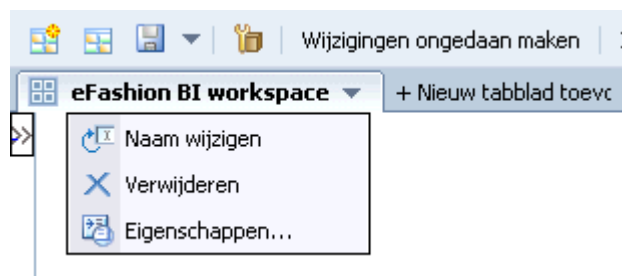 Wijzigingen ongedaan maken
eFashion BI workspace + Nieuw tabblad toevo
Naam wijzigen
Verwijderen
Eigenschappen...